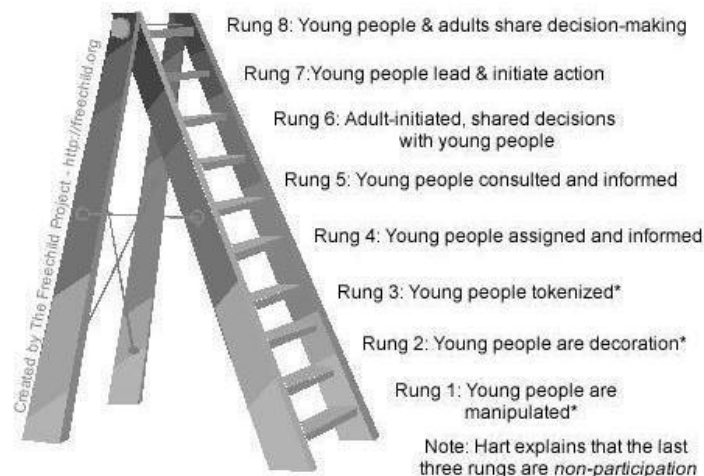 Rung 8: Young people & adults share decision-making
Rung 7:Young people lead & initiate action
Rung 6: Adult-initiated, shared decisions
with young people
Rung 5: Young people consulted and informed
Rung 4: Young people assigned and informed
Rung 3: Young people tokenized*
Rung 2: Young people are decoration*
Rung 1: Young people are
manipulated*
Note: Hart explains that the last
three rungs are non-participation
Created by The Freechild Project - http://freechild.org